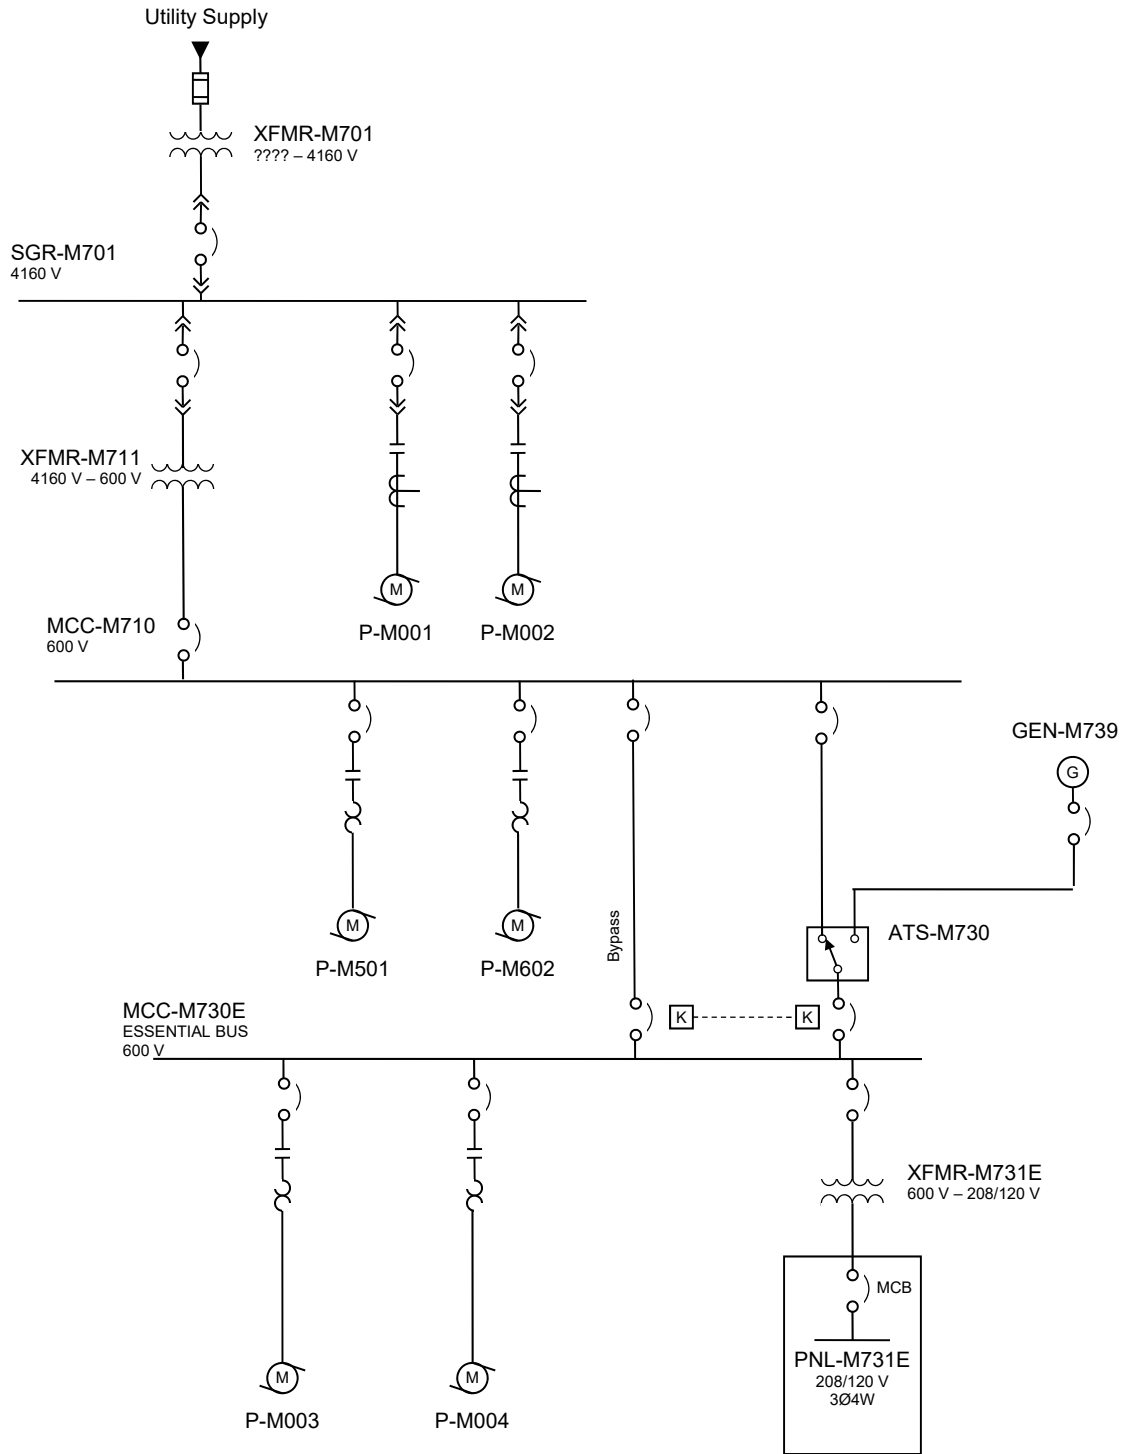 Utility Supply
XFMR-M701
???? – 4160 V
SGR-M701
4160 V
XFMR-M711
4160 V – 600 V
M
M
P-M001
P-M002
MCC-M710
600 V
GEN-M739
G
M
M
P-M501
P-M602
Bypass
ATS-M730
MCC-M730E
ESSENTIAL BUS
600 V
K
K
XFMR-M731E
600 V – 208/120 V
MCB
PNL-M731E
208/120 V
3Ø4W
M
M
P-M003
P-M004